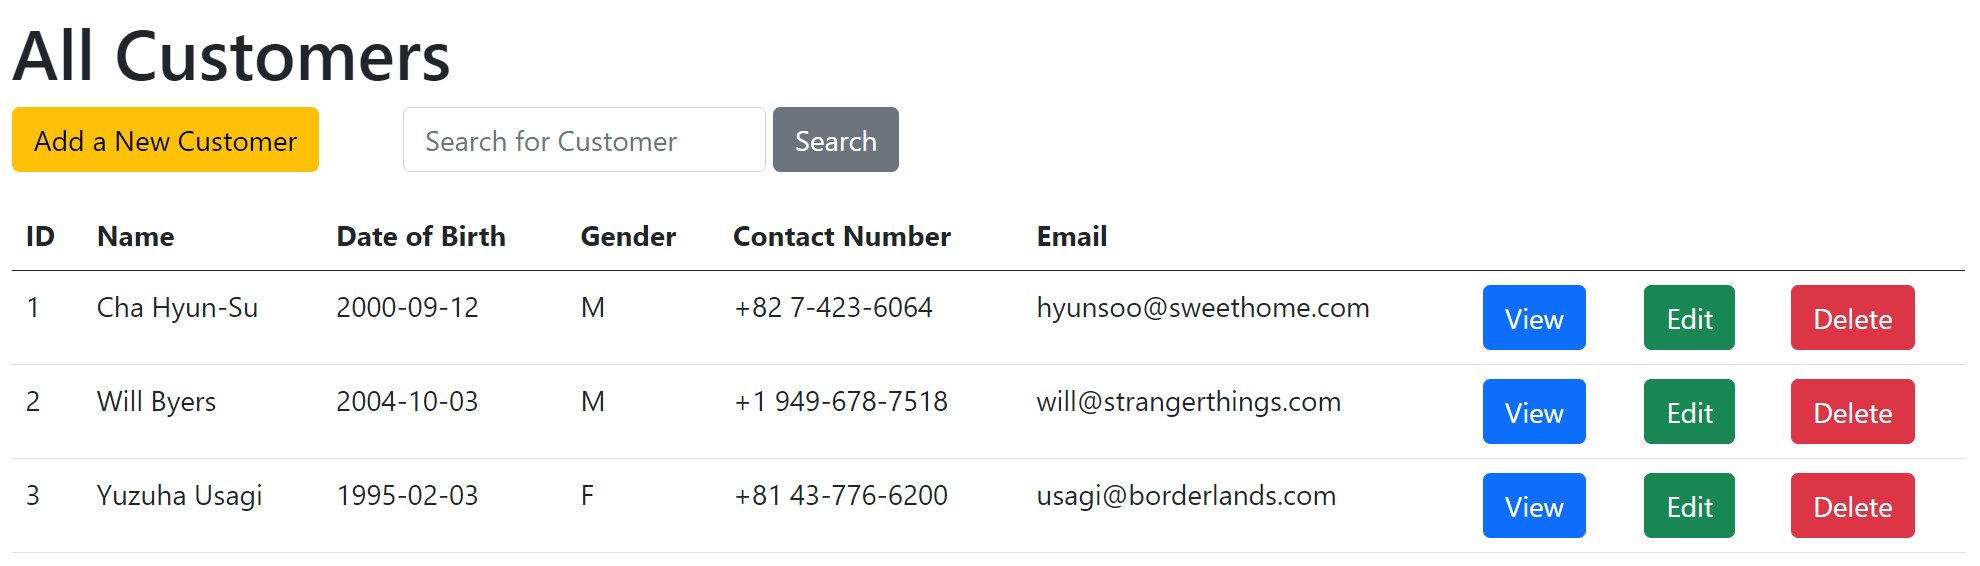 All Customers
Add a New Customer Search for Customer Search
ID Name Date of Birth Gender Contact Number Email
1 Cha Hyun-Su 2000-09-12 M +82 7-423-6064 hyunsoo@sweethome.com View Edit Delete
2 Will Byers 2004-10-03 M +1 949-678-7518 will@strangerthings.com View Edit Delete
3 Yuzuha Usagi 1995-02-03 F +81 43-776-6200 usagi@borderlands.com View Edit Delete